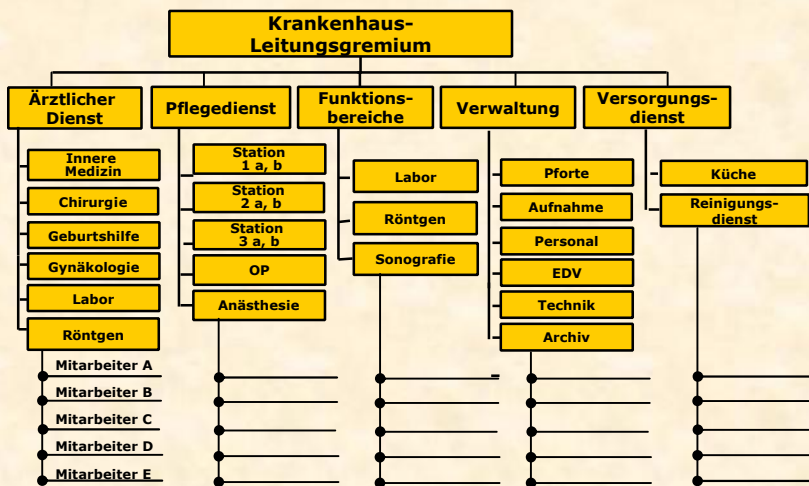 Krankenhaus-
Leitungsgremium
Ärztlicher
Dienst
Innere
Medizin
Chirurgie
Geburtshilfe
Gynäkologie
Labor
Röntgen
Mitarbeiter A
Mitarbeiter B
Mitarbeiter C
Mitarbeiter D
Mitarbeiter E
Pflegedienst
Station
1 a, b
Station
2 a, b
Station
3 a, b
OP
Anästhesie
Funktions-
bereiche
Labor
Röntgen
Sonografie
Verwaltung
Pforte
Aufnahme
Personal
EDV
Technik
Archiv
Versorgungs-
dienst
Küche
Reinigungs-
dienst